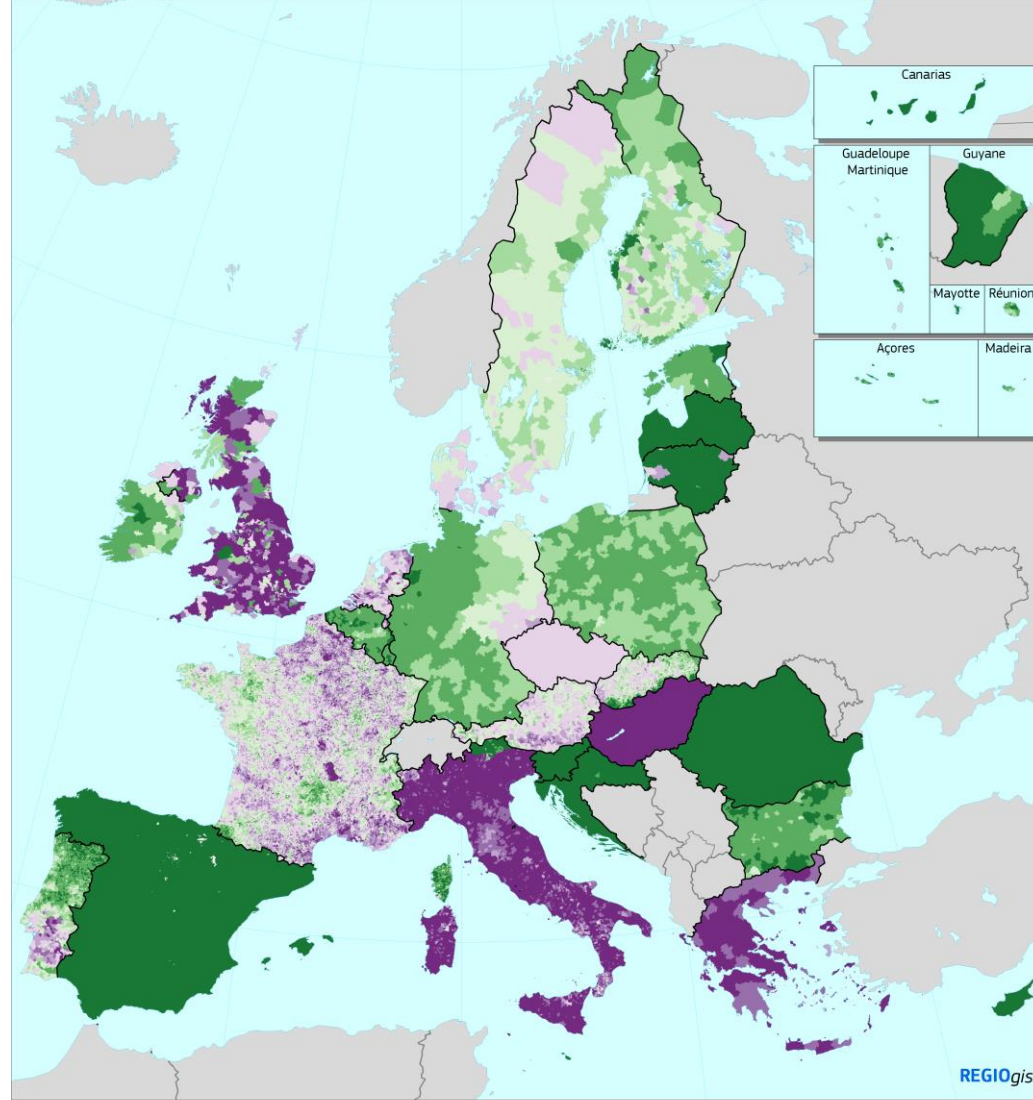 Canarias
Guadeloupe
Martinique
Guyane
Mayotte
Réunion
Açores
Madeira
REGIOgis